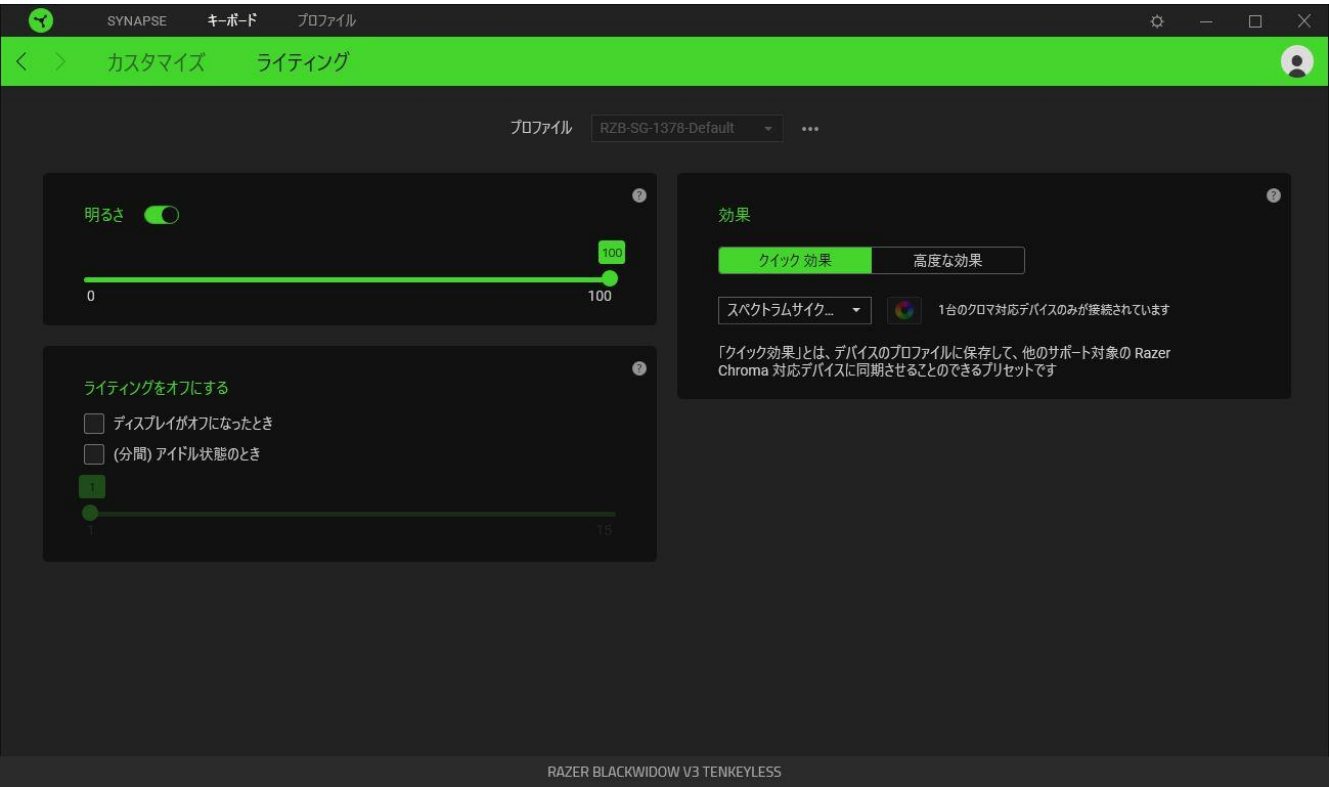 SYNAPSE キーボード プロファイル
カスタマイズ ライティング
プロファイル RZB-SG-1378-Default
明るさ
100
0 100
ライティングをオフにする
ディスプレイがオフになったとき
(分間) アイドル状態のとき
1
1 15
効果
クイック 効果 高度な効果
スペクトラムサイク... 1台のクロマ対応デバイスのみが接続されています
「クイック効果」とは、デバイスのプロファイルに保存して、他のサポート対象の Razer
Chroma 対応デバイスに同期させることのできるプリセットです
RAZER BLACKWIDOW V3 TENKEYLESS